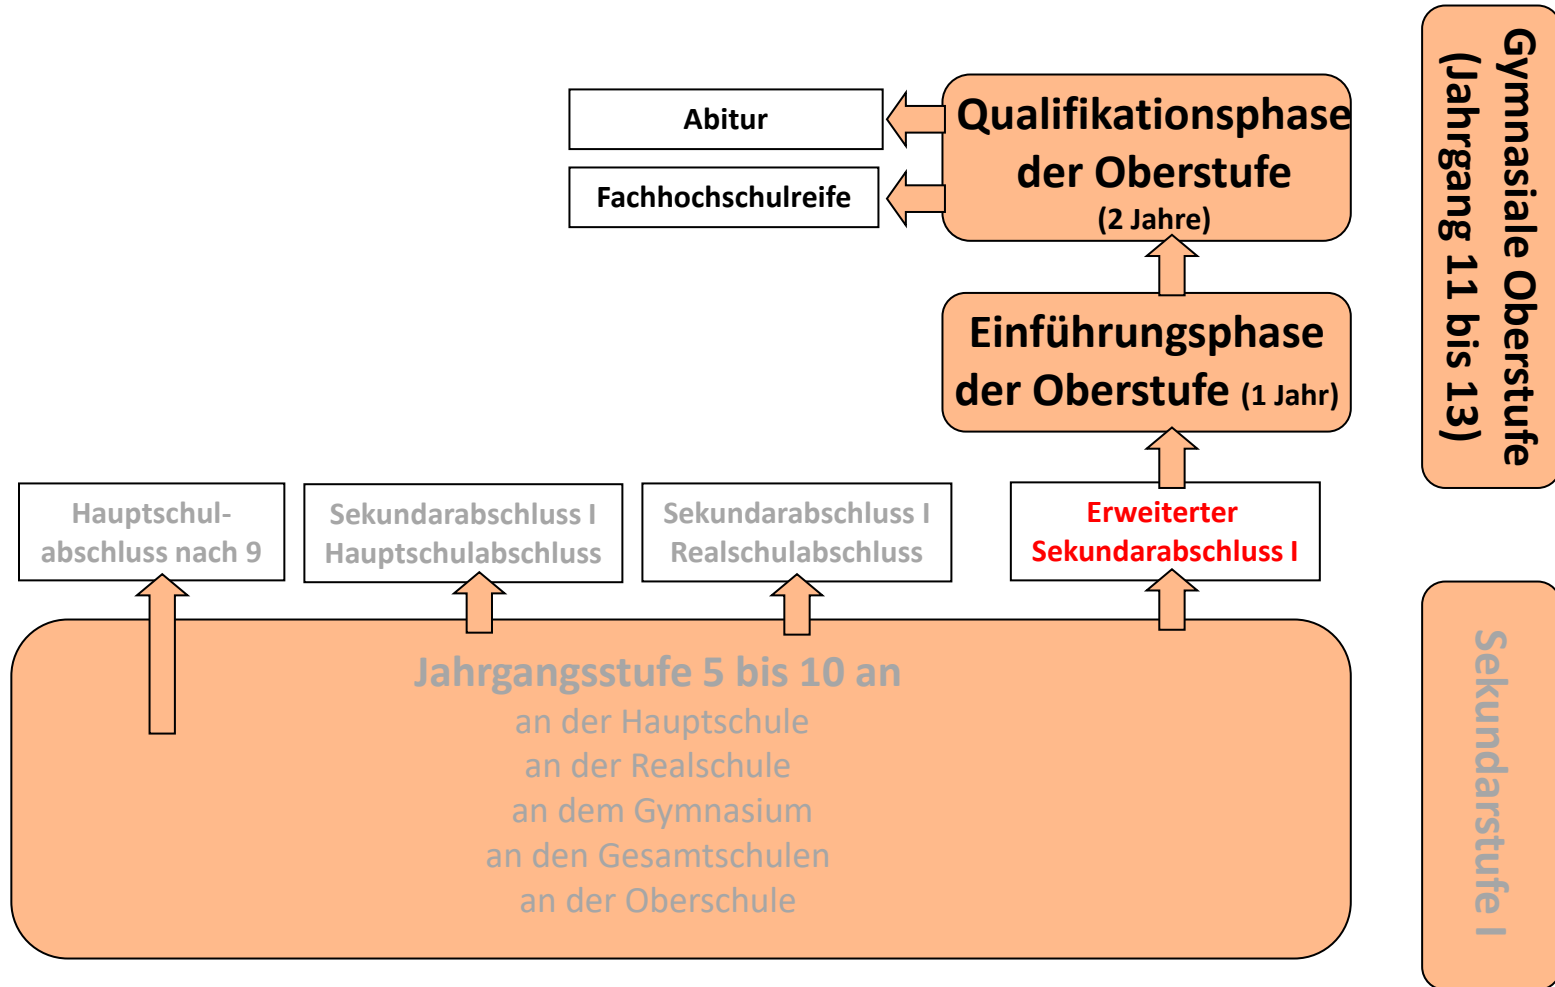 Gymnasiale Oberstufe
(Jahrgang 11 bis 13)
Abitur
Fachhochschulreife
Qualifikationsphase
der Oberstufe
(2 Jahre)
Einführungsphase
der Oberstufe (1 Jahr)
Hauptschul-
abschluss nach 9
Sekundarabschluss I
Hauptschulabschluss
Sekundarabschluss I
Realschulabschluss
Erweiterter
Sekundarabschluss I
Jahrgangsstufe 5 bis 10 an
an der Hauptschule
an der Realschule
an dem Gymnasium
an den Gesamtschulen
an der Oberschule
Sekundarstufe I